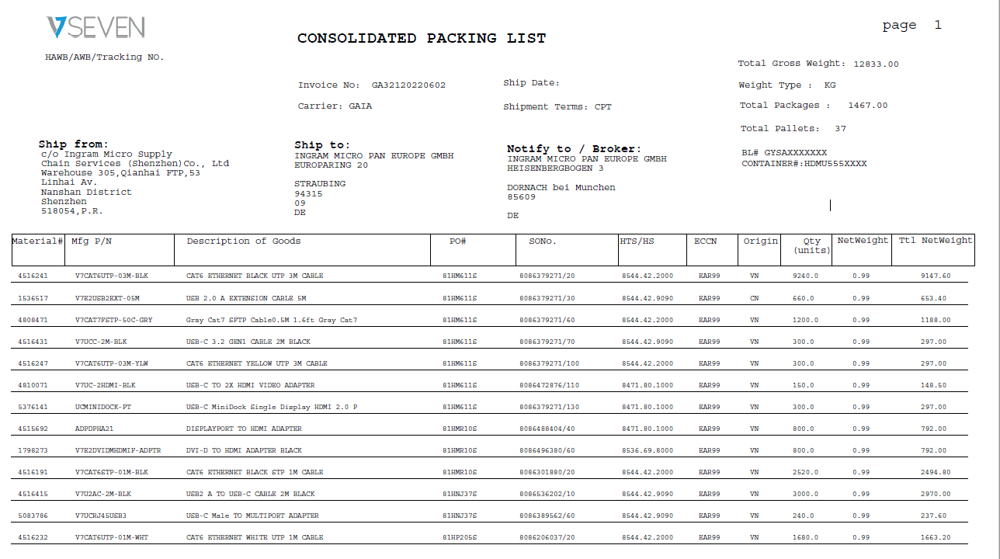 V7 SEVEN
page 1
CONSOLIDATED PACKING LIST
HAWB/AWB/Tracking NO.
Total Gross Weight: 12833.00
Invoice No: GA32120220602 Ship Date: Weight Type : KG
Carrier: GAIA Shipment Terms: CPT Total Packages : 1467.00
Total Pallets: 37
Ship from:
c/o Ingram Micro Supply
Chain Services (Shenzhen)Co., Ltd
Warehouse 305,Qianhai FTP,53
Linhai Av.
Nanshan District
Shenzhen
518054,P.R.
Ship to:
INGRAM MICRO PAN EUROPE GMBH
EUROPARING 20
STRAUBING
94315
09
DE
Notify to / Broker:
INGRAM MICRO PAN EUROPE GMBH
HEISENBERGBOGEN 3
DORNACH bei Munchen
85609
DE
BL# GYSAXXXXXXX
CONTAINER#:HDMU555XXXX
Material# Mfg P/N Description of Goods PO# SONo. HTS/HS ECCN Origin Qty (units) NetWeight Ttl NetWeight
4516241 V7CAT6UTP-03M-BLK CAT6 ETHERNET BLACK UTP 3M CABLE 81HM611S 8086379271/20 8544.42.2000 EAR99 VN 9240.0 0.99 9147.60
1536517 V7E2USB2EXT-05M USB 2.0 A EXTENSION CABLE 5M 81HM611S 8086379271/30 8544.42.9090 EAR99 CN 660.0 0.99 653.40
4808471 V7CAT7FSTP-50C-GRY Gray Cat7 SFTP Cable0.5M 1.6ft Gray Cat7 81HM611S 8086379271/60 8544.42.2000 EAR99 VN 1200.0 0.99 1188.00
4516431 V7UCC-2M-BLK USB-C 3.2 GEN1 CABLE 2M BLACK 81HM611S 8086379271/70 8544.42.9090 EAR99 VN 300.0 0.99 297.00
4516247 V7CAT6UTP-03M-YLW CAT6 ETHERNET YELLOW UTP 3M CABLE 81HM611S 8086379271/100 8544.42.2000 EAR99 VN 300.0 0.99 297.00
4810071 V7UC-2HDMI-BLK USB-C TO 2X HDMI VIDEO ADAPTER 81HM611S 8086472876/110 8471.80.1000 EAR99 VN 150.0 0.99 148.50
5376141 UCMINIDOCK-PT USB-C MiniDock Single Display HDMI 2.0 P 81HM611S 8086379271/130 8471.80.1000 EAR99 VN 300.0 0.99 297.00
4515692 ADPDPHA21 DISPLAYPORT TO HDMI ADAPTER 81HMR10S 8086488404/40 8471.80.1000 EAR99 VN 800.0 0.99 792.00
1798273 V7E2DVIDMHDMIF-ADPTR DVI-D TO HDMI ADAPTER BLACK 81HMR10S 8086496380/60 8536.69.8000 EAR99 VN 800.0 0.99 792.00
4516191 V7CAT6STP-01M-BLK CAT6 ETHERNET BLACK STP 1M CABLE 81HMR10S 8086301880/20 8544.42.2000 EAR99 VN 2520.0 0.99 2494.80
4516415 V7U2AC-2M-BLK USB2 A TO USB-C CABLE 2M BLACK 81HNJ37S 8086536202/10 8544.42.9090 EAR99 VN 3000.0 0.99 2970.00
5083786 V7UCRJ45USB3 USB-C Male TO MULTIPORT ADAPTER 81HNJ37S 8086389562/60 8544.42.9090 EAR99 VN 240.0 0.99 237.60
4516232 V7CAT6UTP-01M-WHT CAT6 ETHERNET WHITE UTP 1M CABLE 81HP205S 8086206037/20 8544.42.2000 EAR99 VN 1680.0 0.99 1663.20